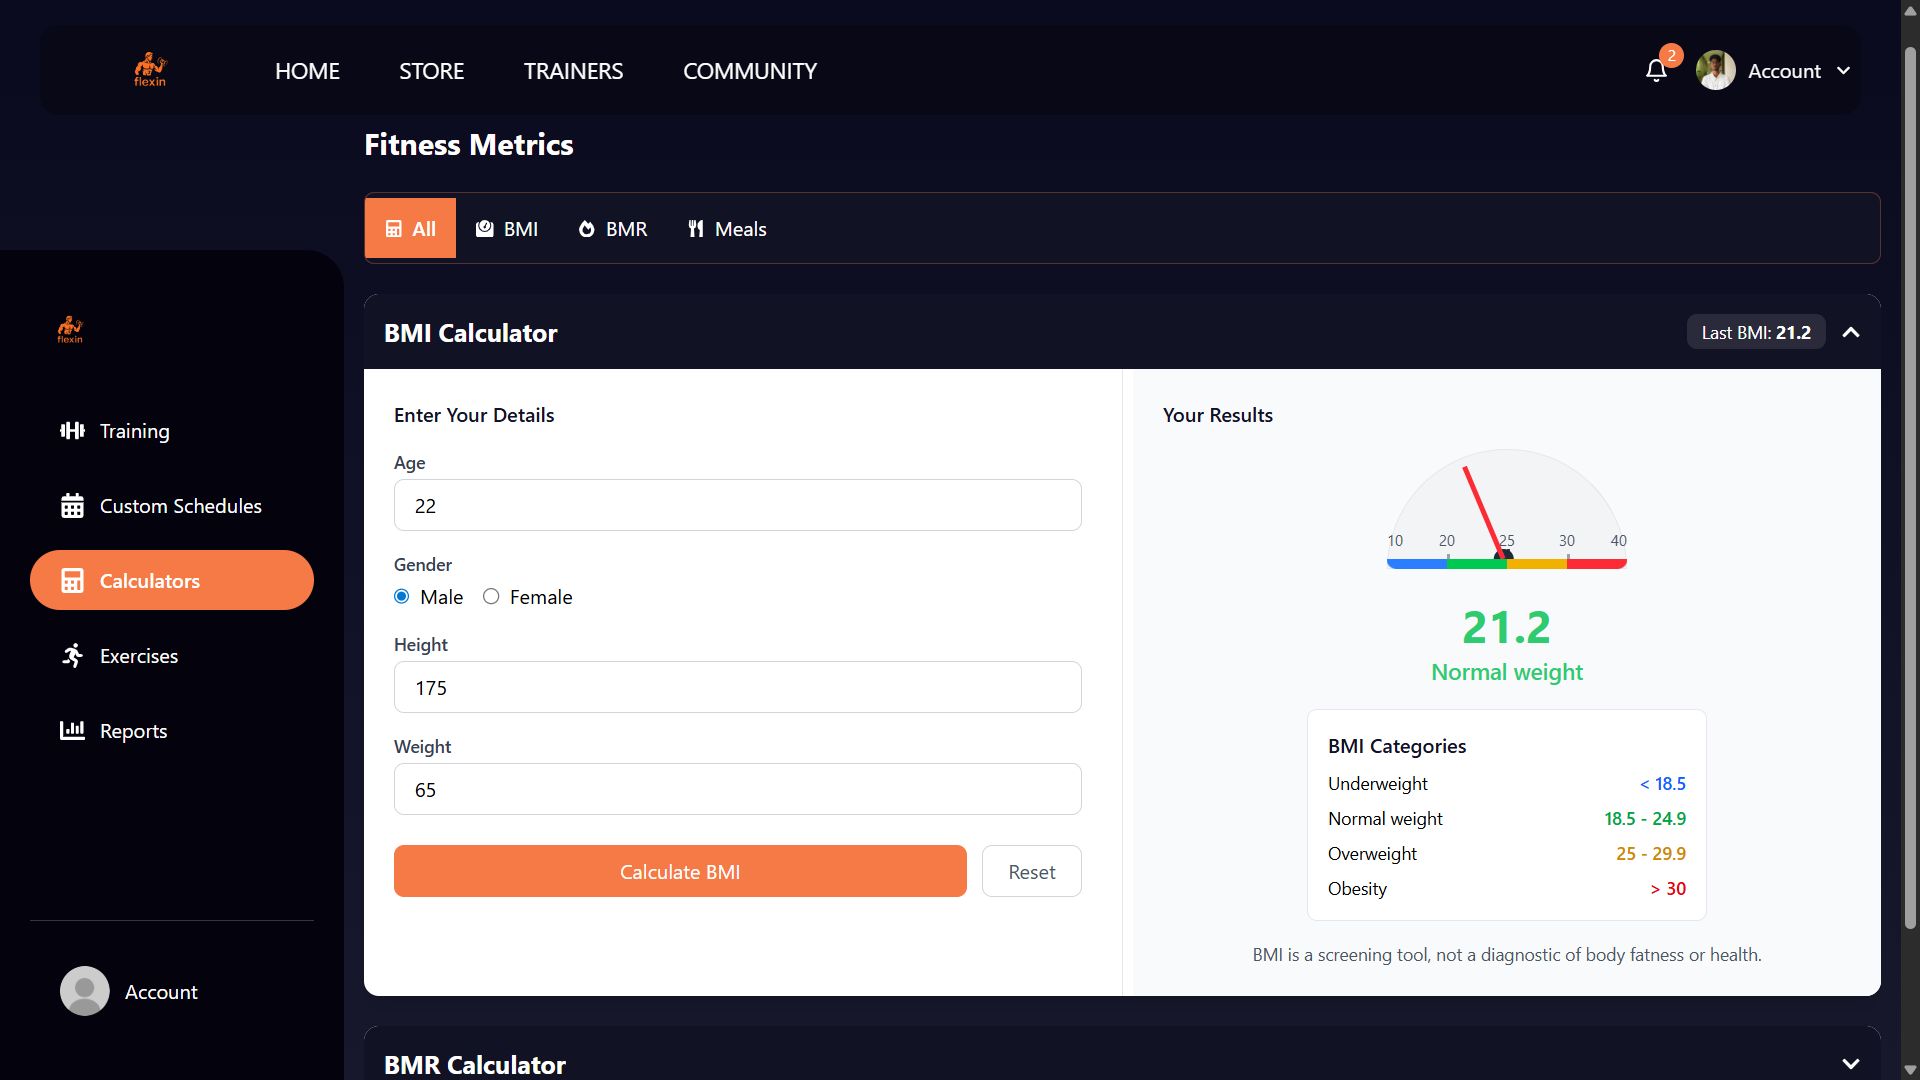 flexin
HOME STORE TRAINERS COMMUNITY
2
Account
Fitness Metrics
All BMI BMR Meals
flexin
Training
Custom Schedules
Calculators
Exercises
Reports
Account
BMI Calculator
Last BMI: 21.2
Enter Your Details
Age
22
Gender
Male Female
Height
175
Weight
65
Calculate BMI Reset
Your Results
10 20 25 30 40
21.2
Normal weight
BMI Categories
Underweight < 18.5
Normal weight 18.5 - 24.9
Overweight 25 - 29.9
Obesity > 30
BMI is a screening tool, not a diagnostic of body fatness or health.
BMR Calculator